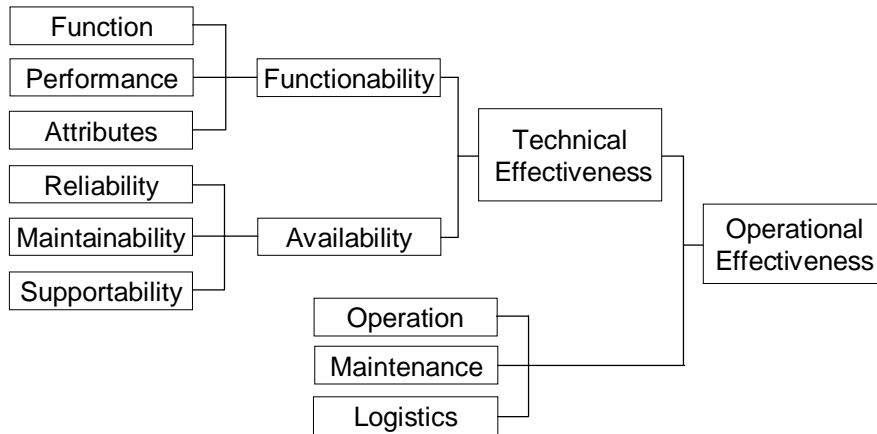 Function
Performance
Attributes
Reliability
Maintainability
Supportability
Functionability
Availability
Technical
Effectiveness
Operation
Maintenance
Logistics
Operational
Effectiveness